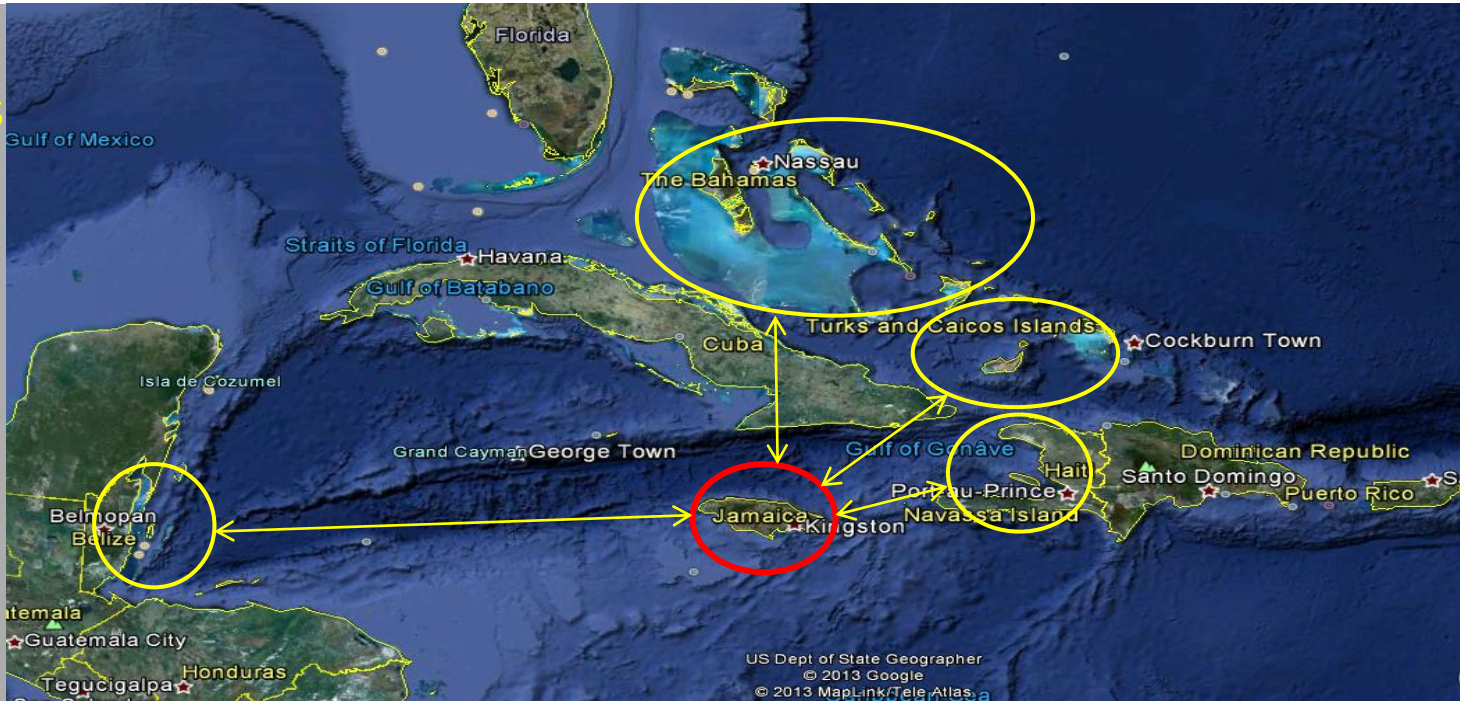 Florida
Gulf of Mexico
Nassau
The Bahamas
Straits of Florida
Havana
Gulf of Batabano
Turks and Caicos Islands
Cockburn Town
Cuba
Isla de Cozumel
Grand Cayman
George Town
Gulf of Gonâve
Dominican Republic
Haiti
Santo Domingo
Port-au-Prince
Puerto Rico
Belmopan
Jamaica
Navassa Island
Kingston
Belize
atemala
Guatemala City
Honduras
Tegucigalpa
US Dept of State Geographer
© 2013 Google
© 2013 MapLink/Tele Atlas